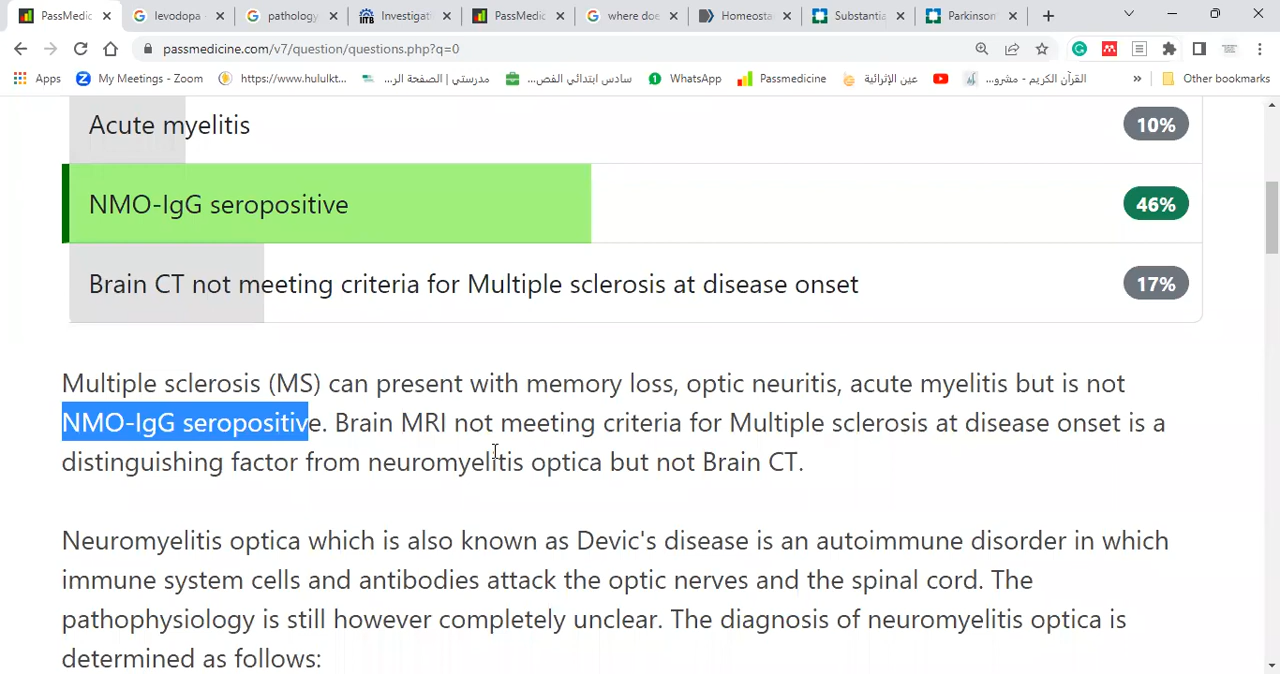 PassMedic
levodopa
pathology
Investigati
PassMedic
where doe
Homeosta
Substantia
Parkinson
passmedicine.com/v7/question/questions.php?q=0
Apps
My Meetings - Zoom
https://www.hululkt...
مدرستي | الصفحة الر...
سادس ابتدائي الفص...
WhatsApp
Passmedicine
عين الإثرائية
القرآن الكريم - مشرو...
»
Other bookmarks
Acute myelitis
10%
NMO-IgG seropositive
46%
Brain CT not meeting criteria for Multiple sclerosis at disease onset
17%
Multiple sclerosis (MS) can present with memory loss, optic neuritis, acute myelitis but is not
NMO-IgG seropositive. Brain MRI not meeting criteria for Multiple sclerosis at disease onset is a
distinguishing factor from neuromyelitis optica but not Brain CT.
Neuromyelitis optica which is also known as Devic's disease is an autoimmune disorder in which
immune system cells and antibodies attack the optic nerves and the spinal cord. The
pathophysiology is still however completely unclear. The diagnosis of neuromyelitis optica is
determined as follows: